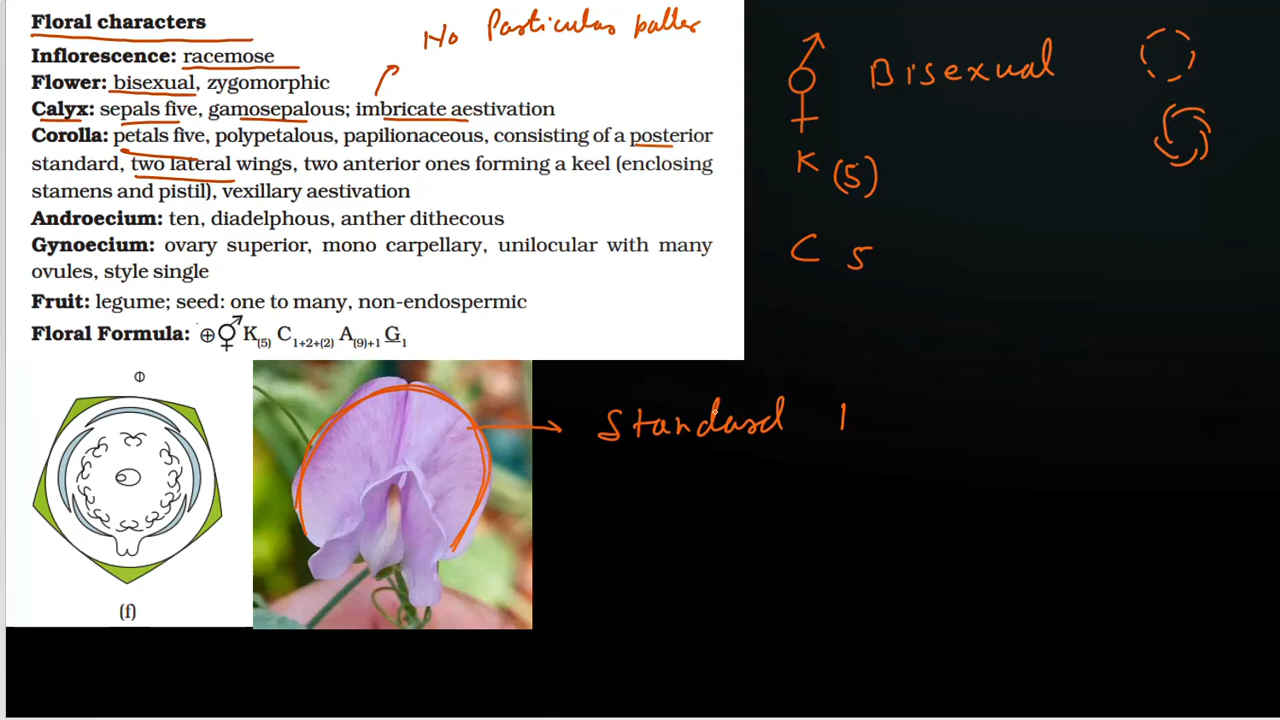 Floral characters
No Particular patter
Inflorescence: racemose
Flower: bisexual, zygomorphic
Calyx: sepals five, gamosepalous; imbricate aestivation
Corolla: petals five, polypetalous, papilionaceous, consisting of a posterior
standard, two lateral wings, two anterior ones forming a keel (enclosing
stamens and pistil), vexillary aestivation
Androecium: ten, diadelphous, anther dithecous
Gynoecium: ovary superior, mono carpellary, unilocular with many
ovules, style single
Fruit: legume; seed: one to many, non-endospermic
Floral Formula: ⊕⚥ K(5) C1+2+(2) A(9)+1 G1
Bisexual
K (5)
C 5
Standard 1
(f)